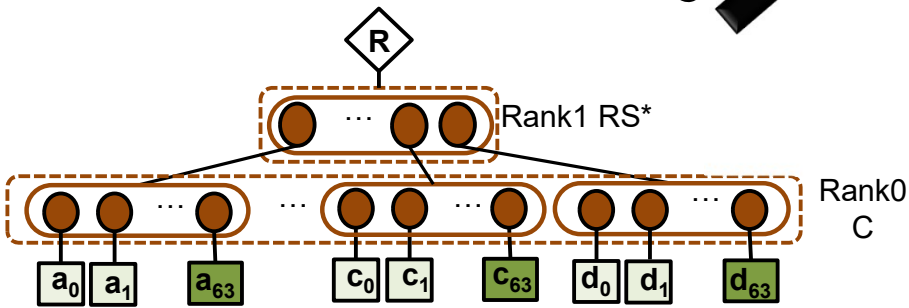 R
... Rank1 RS*
... ... ... ... Rank0
C
a0 a1 a63 c0 c1 c63 d0 d1 d63